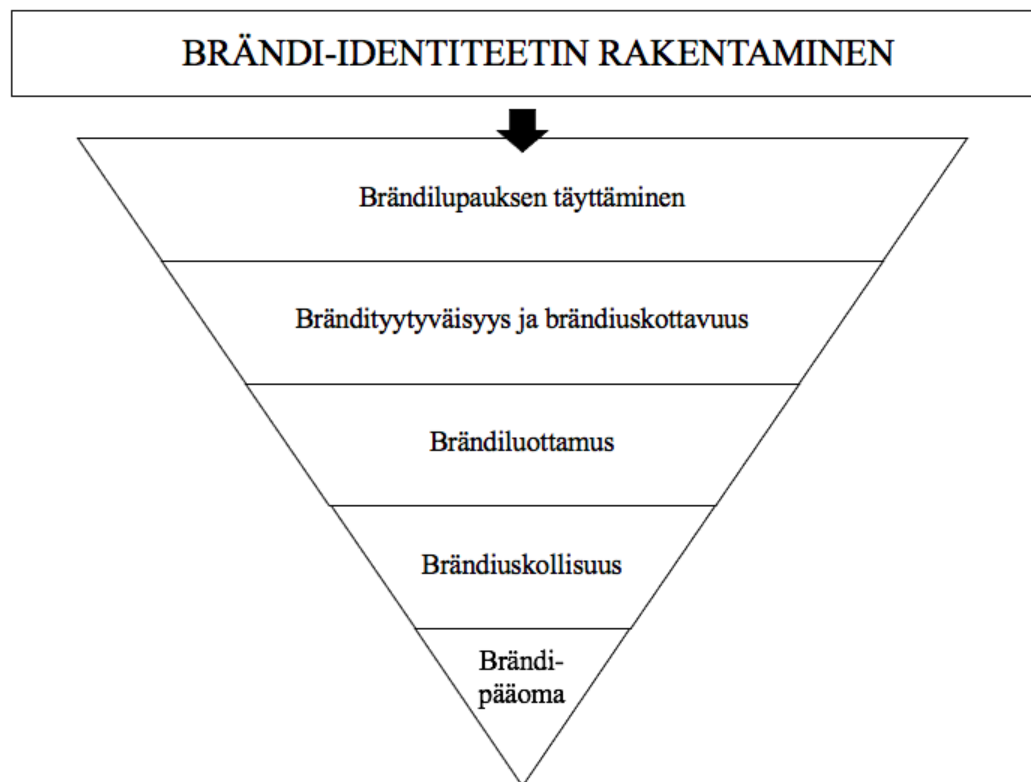 BRÄNDI-IDENTITEETIN RAKENTAMINEN
Brändilupauksen täyttäminen
Brändityytyväisyys ja brändiuskottavuus
Brändiluottamus
Brändiuskollisuus
Brändi-
pääoma